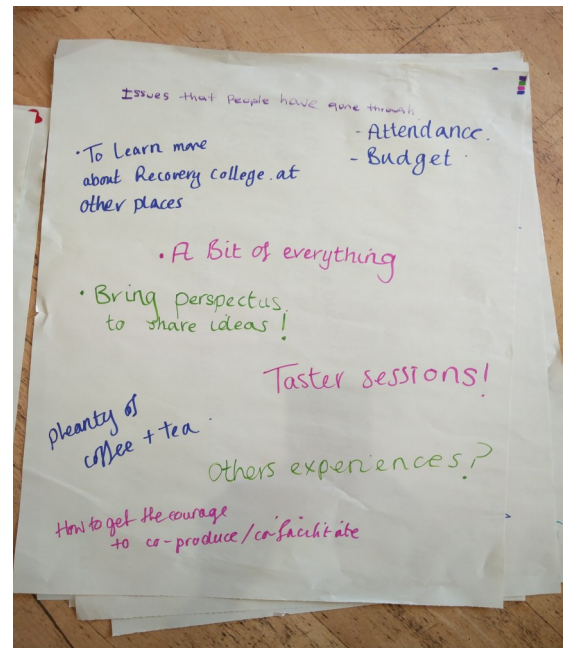 Issues that People have gone through
- Attendance.
- Budget
• To Learn more
about Recovery college at
other places
• A Bit of everything
• Bring perspectus
to share ideas!
Taster sessions!
pleanty of
coffee + tea.
Others experiences?
How to get the courage
to co-produce/co-facilitate